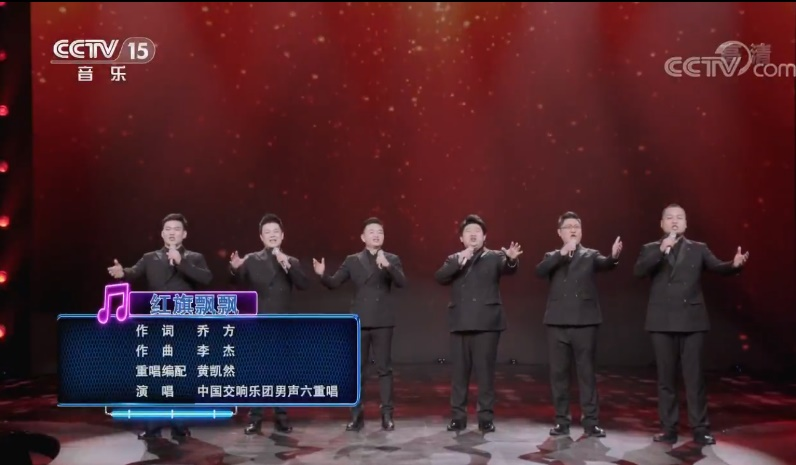 CCTV 15
音乐
高清
CCTV.com
红旗飘飘
作 词 乔 方
作 曲 李 杰
重唱编配 黄凯然
演 唱 中国交响乐团男声六重唱